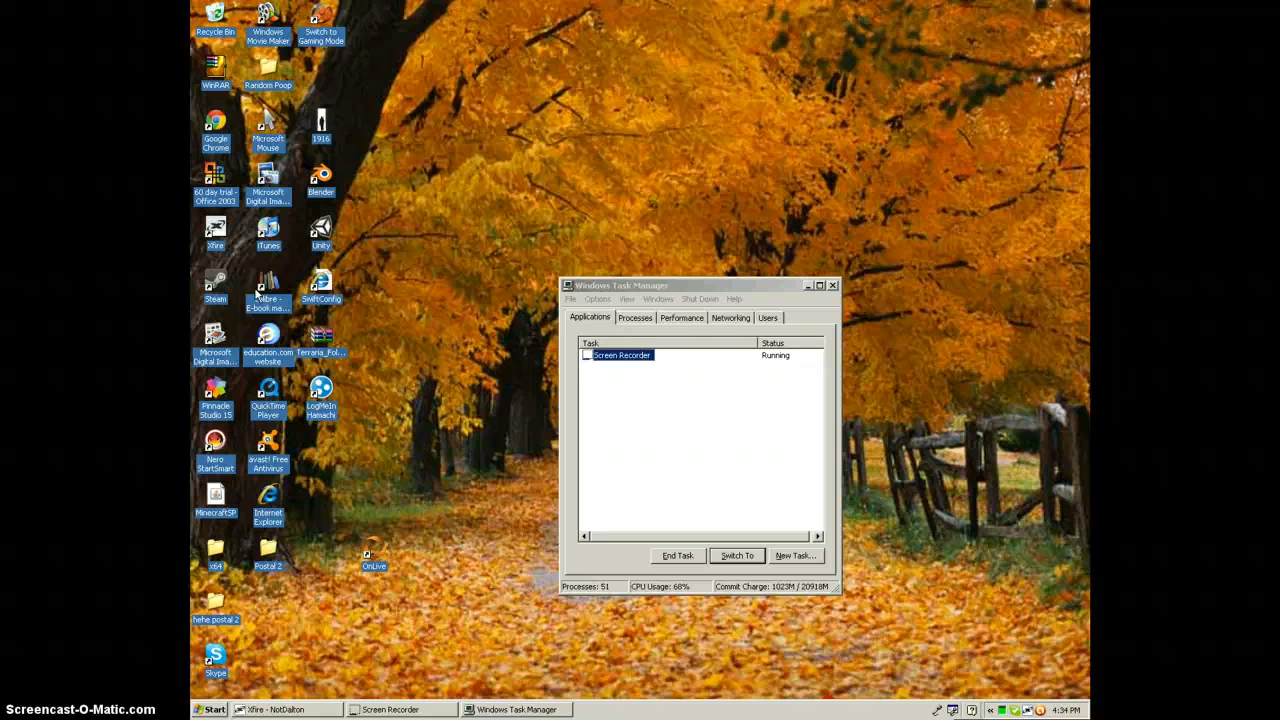 Recycle Bin
Windows
Movie Maker
Switch to
Gaming Mode
WinRAR
Random Poop
Google
Chrome
Microsoft
Mouse
1916
60 day trial -
Office 2003
Microsoft
Digital Ima...
Blender
Xfire
iTunes
Unity
Steam
E-book ma...
SwiftConfig
Microsoft
Digital Ima...
education.com
website
Terraria_Fol...
Pinnacle
Studio 15
QuickTime
Player
LogMeIn
Hamachi
Nero
StartSmart
avast! Free
Antivirus
MinecraftSP
Internet
Explorer
x64
Postal 2
OnLive
hehe postal 2
Skype
Windows Task Manager
File Options View Windows Shut Down Help
Applications Processes Performance Networking Users
Task Status
Screen Recorder Running
End Task Switch To New Task...
Processes: 51 CPU Usage: 68% Commit Charge: 1023M / 20918M
Screencast-O-Matic.com
Start Xfire - NotDalton Screen Recorder Windows Task Manager 4:34 PM